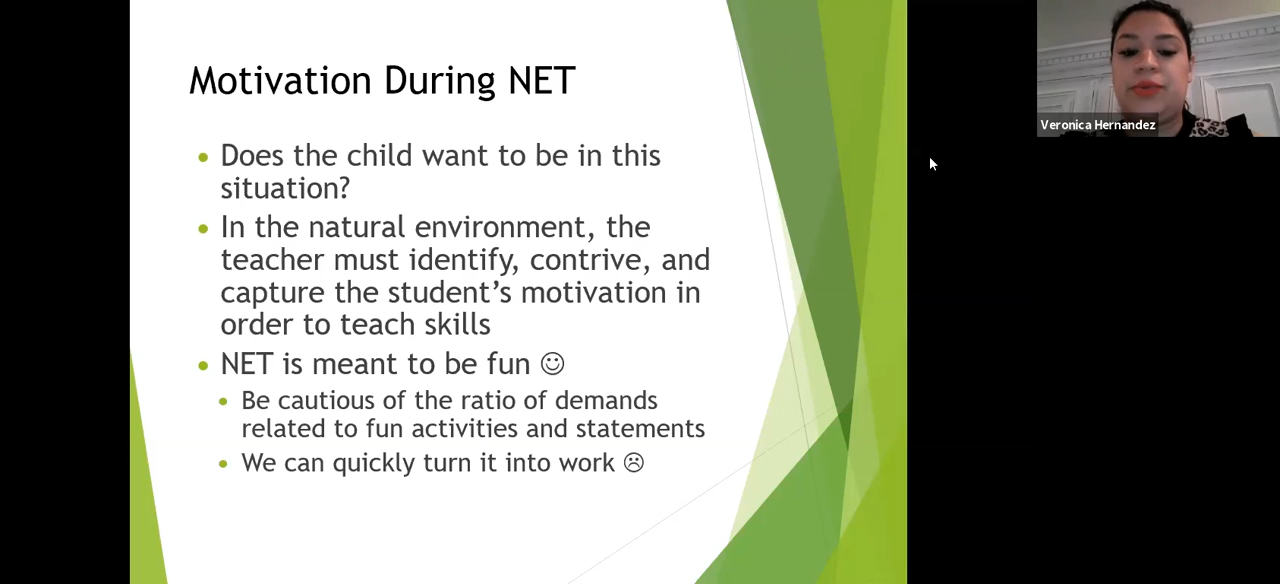 Motivation During NET
Veronica Hernandez
• Does the child want to be in this
situation?
• In the natural environment, the
teacher must identify, contrive, and
capture the student’s motivation in
order to teach skills
• NET is meant to be fun ☺
• Be cautious of the ratio of demands
related to fun activities and statements
• We can quickly turn it into work ☹